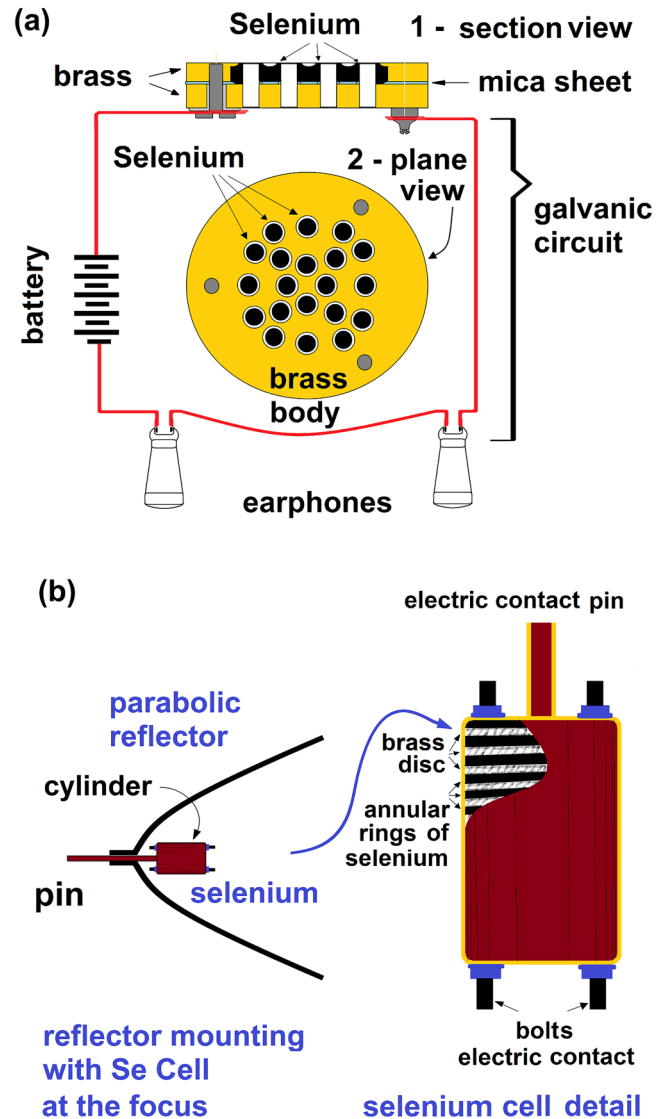 (a)
Selenium
1 - section view
brass
mica sheet
Selenium
2 - plane
view
galvanic
circuit
battery
brass
body
earphones
(b)
electric contact pin
parabolic
reflector
cylinder
brass
disc
annular
rings of
selenium
pin
selenium
bolts
electric contact
reflector mounting
with Se Cell
at the focus
selenium cell detail